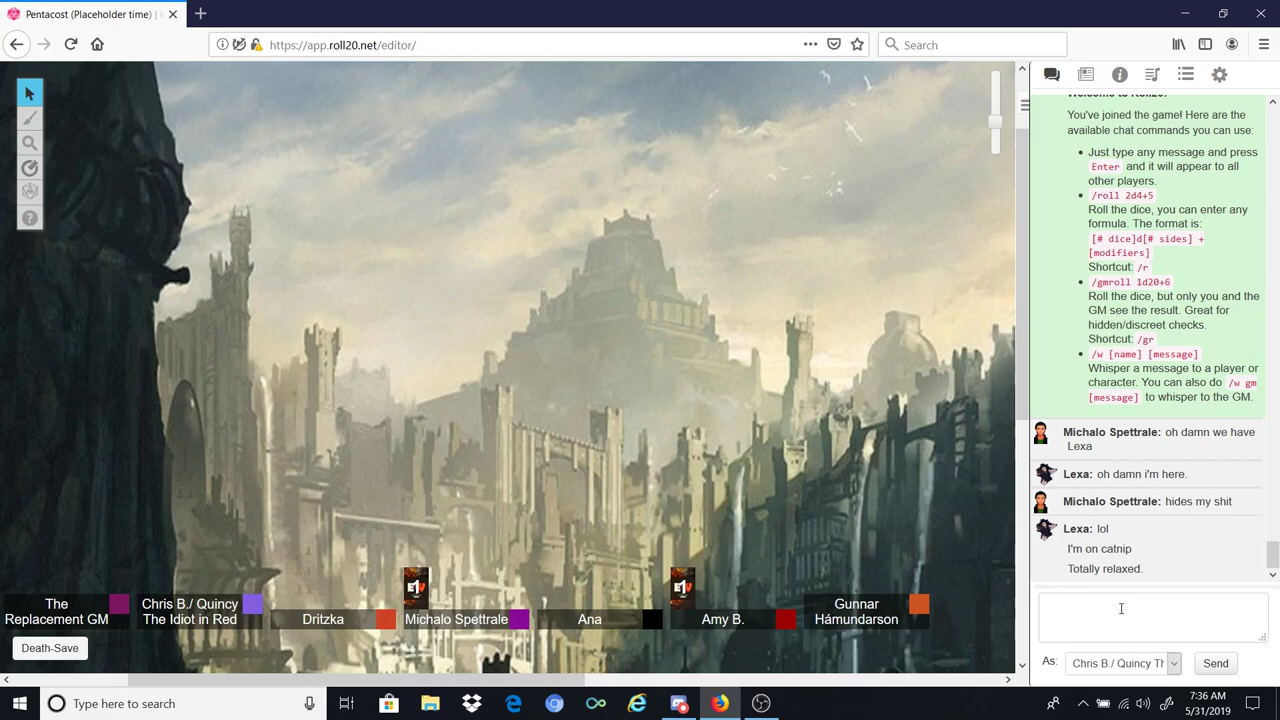 Pentacost (Placeholder time) |
https://app.roll20.net/editor/
Search
You've joined the game! Here are the
available chat commands you can use:
Just type any message and press
Enter and it will appear to all
other players.
/roll 2d4+5
Roll the dice, you can enter any
formula. The format is:
[# dice]d[# sides] +
[modifiers]
Shortcut: /r
/gmroll 1d20+6
Roll the dice, but only you and the
GM see the result. Great for
hidden/discreet checks.
Shortcut: /gr
/w [name] [message]
Whisper a message to a player or
character. You can also do /w gm
[message] to whisper to the GM.
Michalo Spettrale: oh damn we have
Lexa
Lexa: oh damn i'm here.
Michalo Spettrale: hides my shit
Lexa: lol
I'm on catnip
Totally relaxed.
The
Replacement GM
Chris B./ Quincy
The Idiot in Red
Dritzka
Michalo Spettrale
Ana
Amy B.
Gunnar
Hámundarson
Death-Save
As:
Chris B./ Quincy Th
Send
Type here to search
7:36 AM
5/31/2019